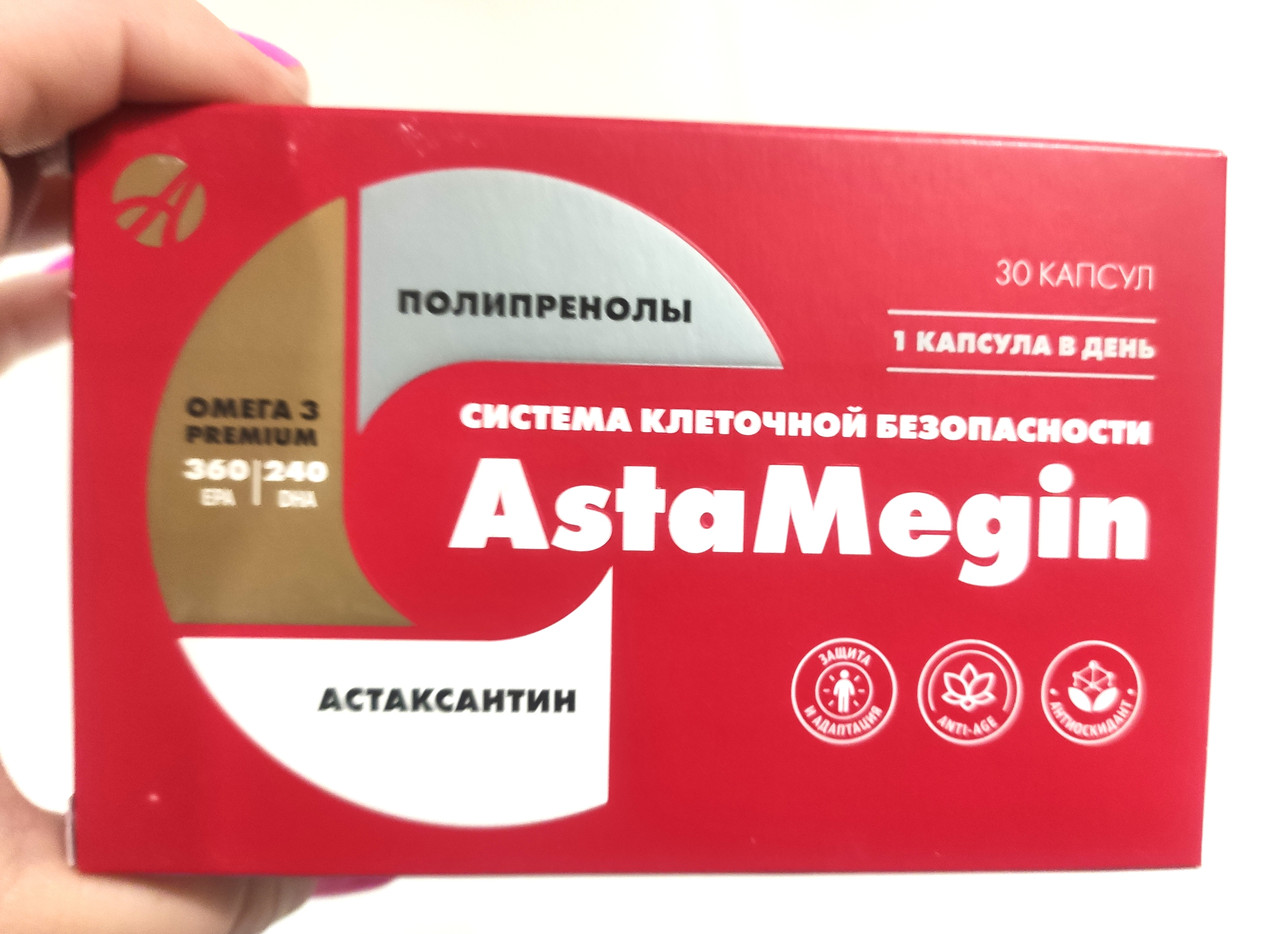 ПОЛИПРЕНОЛЫ
ОМЕГА 3
PREMIUM
360 | 240
EPA DHA
АСТАКСАНТИН
30 КАПСУЛ
1 КАПСУЛА В ДЕНЬ
СИСТЕМА КЛЕТОЧНОЙ БЕЗОПАСНОСТИ
AstaMegin
ЗАЩИТА
И АДАПТАЦИЯ
ANTI-AGE
АНТИОСКИДАНТ